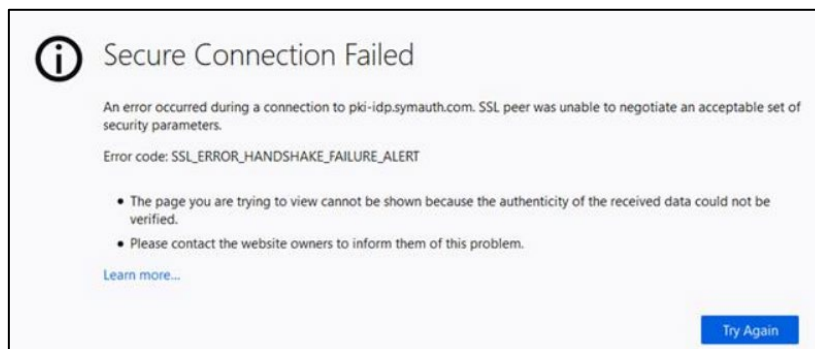 Secure Connection Failed
An error occurred during a connection to pki-idp.symauth.com. SSL peer was unable to negotiate an acceptable set of
security parameters.
Error code: SSL_ERROR_HANDSHAKE_FAILURE_ALERT
• The page you are trying to view cannot be shown because the authenticity of the received data could not be
verified.
• Please contact the website owners to inform them of this problem.
Learn more...
Try Again